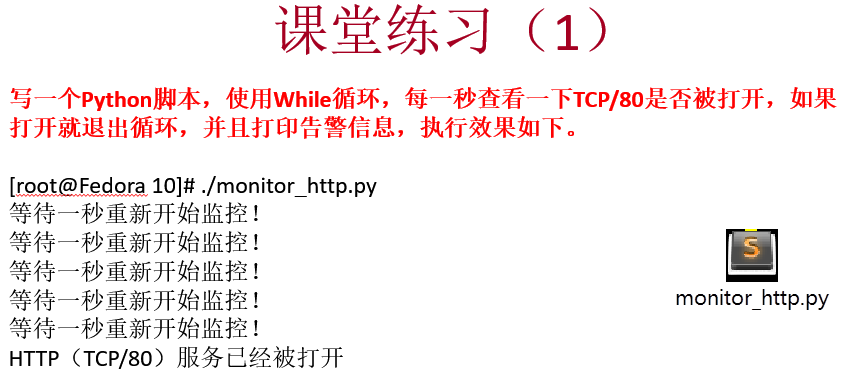 课堂练习（1）
写一个Python脚本，使用While循环，每一秒查看一下TCP/80是否被打开，如果
打开就退出循环，并且打印告警信息，执行效果如下。
[root@Fedora 10]# ./monitor_http.py
等待一秒重新开始监控！
等待一秒重新开始监控！
等待一秒重新开始监控！
等待一秒重新开始监控！
等待一秒重新开始监控！
HTTP（TCP/80）服务已经被打开
S
monitor_http.py